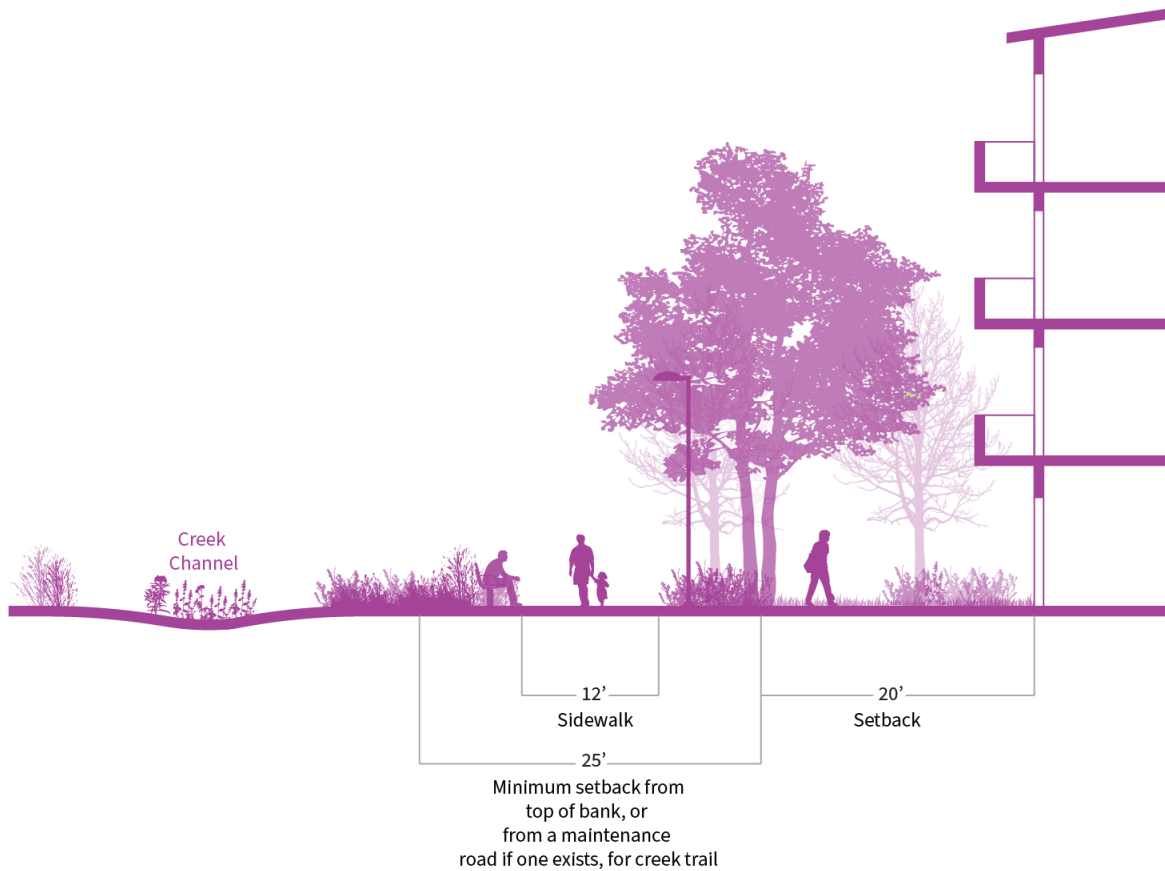 Creek
Channel
12’
Sidewalk
20’
Setback
25’
Minimum setback from
top of bank, or
from a maintenance
road if one exists, for creek trail